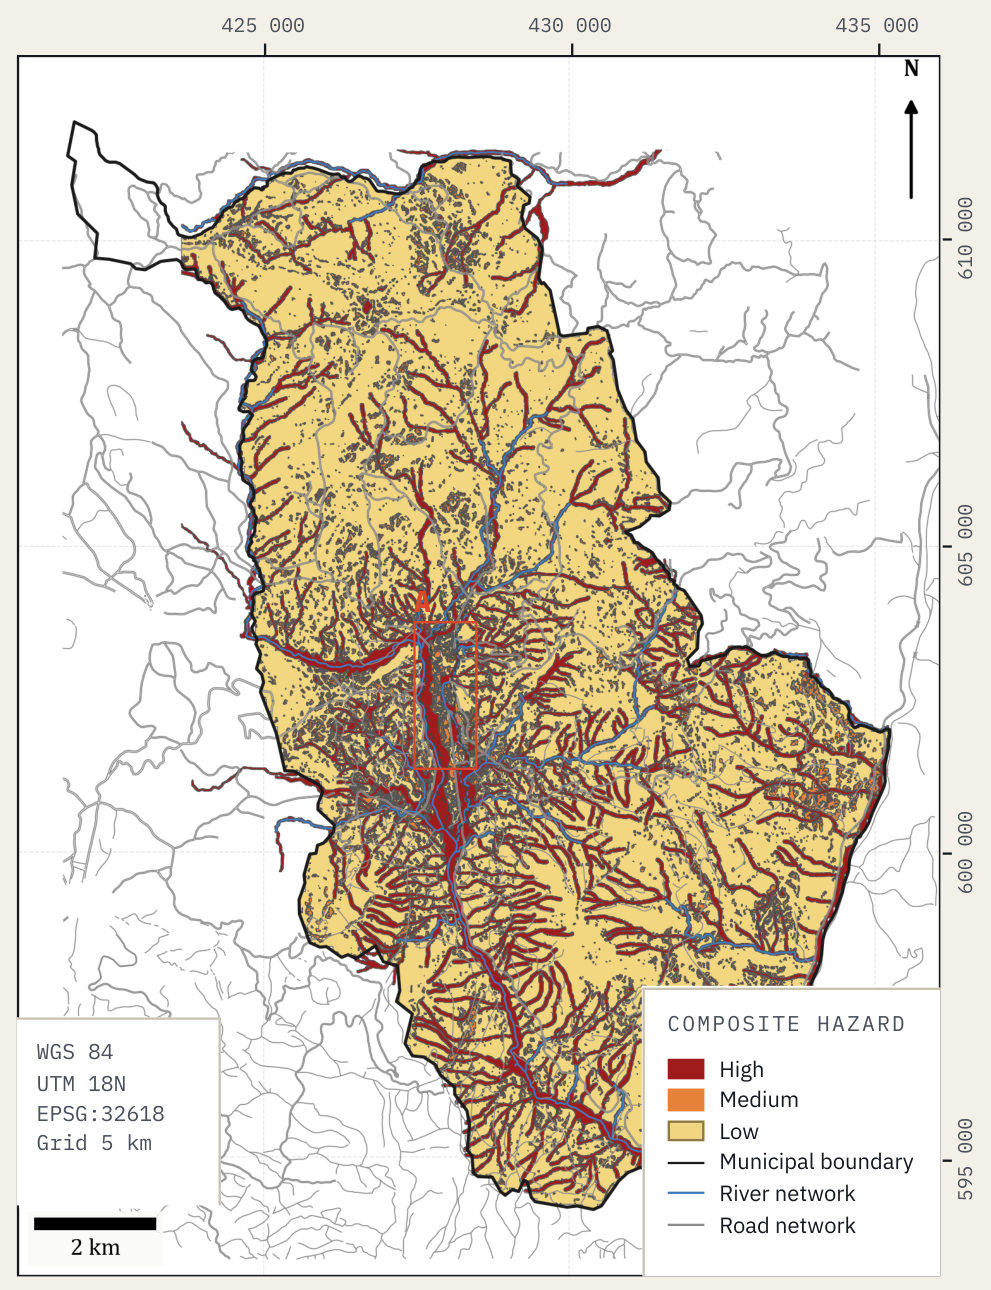 425 000
430 000
435 000
N
610 000
605 000
A
600 000
595 000
COMPOSITE HAZARD
High
Medium
Low
Municipal boundary
River network
Road network
WGS 84
UTM 18N
EPSG:32618
Grid 5 km
2 km